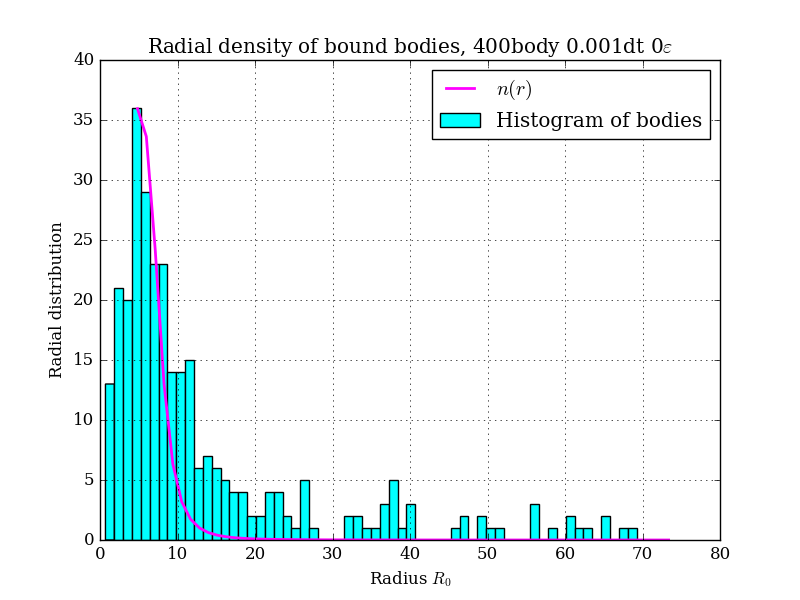 Radial density of bound bodies, 400body 0.001dt 0ε
n(r)
Histogram of bodies
Radial distribution
40
35
30
25
20
15
10
5
0
0 10 20 30 40 50 60 70 80
Radius R₀